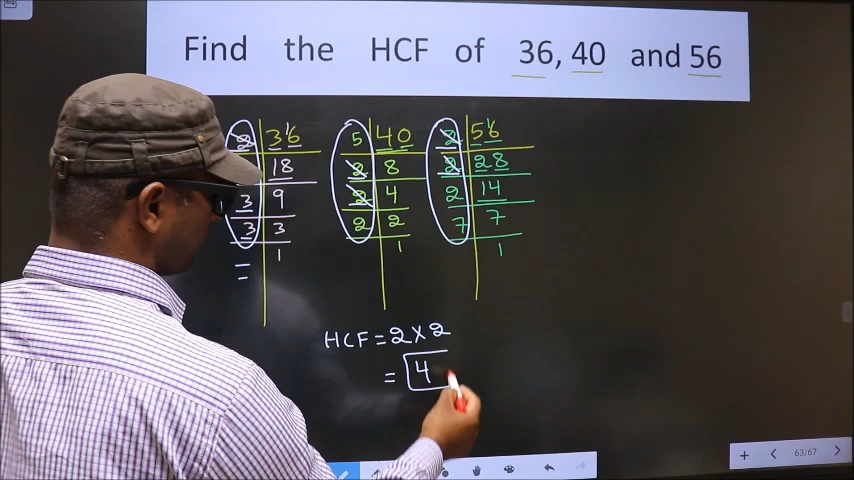 Find the HCF of 36, 40 and 56
2 36 5 40 2 56
18 2 8 2 28
3 9 2 4 2 14
3 3 2 2 7 7
1 1 1
HCF = 2 × 2
= 4
63/67